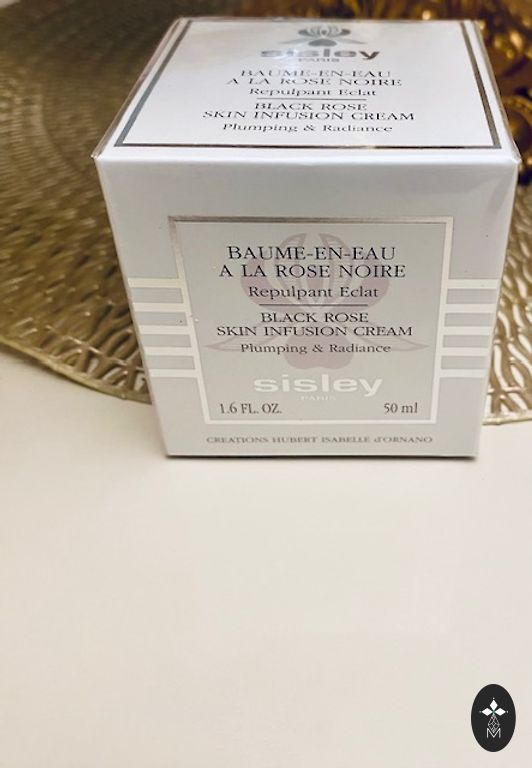 sisley
PARIS
BAUME-EN-EAU
A LA ROSE NOIRE
Repulpant Eclat
BLACK ROSE
SKIN INFUSION CREAM
Plumping & Radiance
BAUME-EN-EAU
A LA ROSE NOIRE
Repulpant Eclat
BLACK ROSE
SKIN INFUSION CREAM
Plumping & Radiance
sisley
PARIS
1.6 FL. OZ. 50 ml
CREATIONS HUBERT ISABELLE d'ORNANO